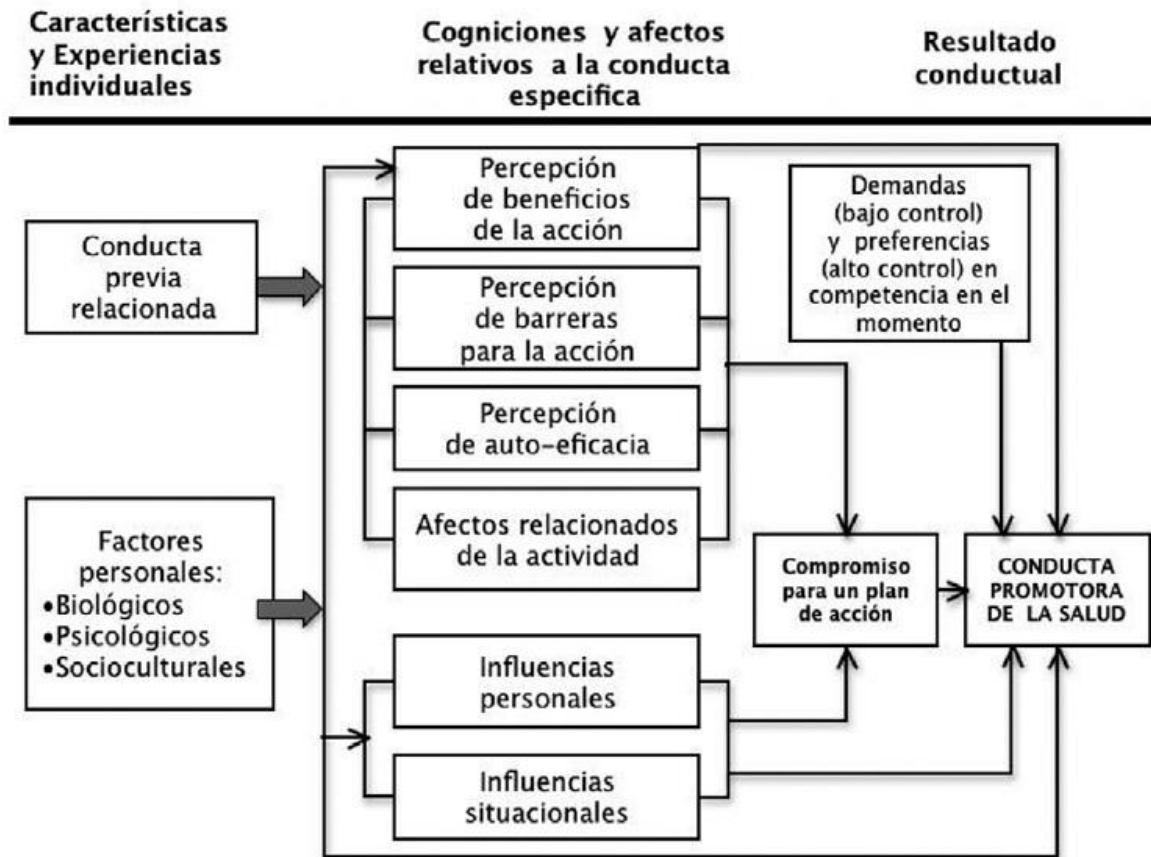 Características
y Experiencias
individuales
Cogniciones y afectos
relativos a la conducta
especifica
Resultado
conductual
Conducta
previa
relacionada
Factores
personales:
•Biológicos
•Psicológicos
•Socioculturales
Percepción
de beneficios
de la acción
Percepción
de barreras
para la acción
Percepción
de auto-eficacia
Afectos relacionados
de la actividad
Influencias
personales
Influencias
situacionales
Demandas
(bajo control)
y preferencias
(alto control) en
competencia en el
momento
Compromiso
para un plan
de acción
CONDUCTA
PROMOTORA
DE LA SALUD